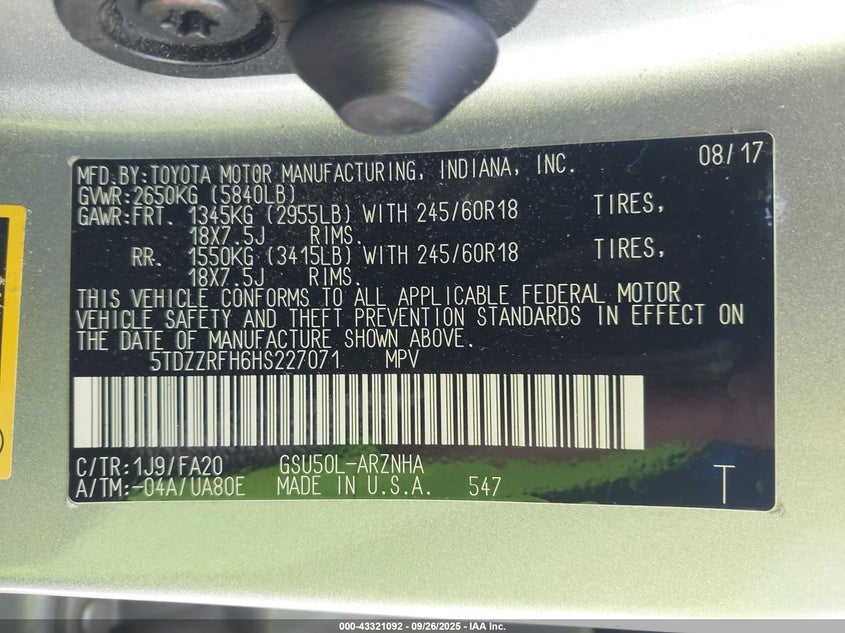 MFD.BY:TOYOTA MOTOR MANUFACTURING, INDIANA, INC. 08/17
GVWR:2650KG (5840LB)
GAWR:FRT. 1345KG (2955LB) WITH 245/60R18 TIRES,
18X7.5J RIMS.
RR. 1550KG (3415LB) WITH 245/60R18 TIRES,
18X7.5J RIMS.
THIS VEHICLE CONFORMS TO ALL APPLICABLE FEDERAL MOTOR
VEHICLE SAFETY AND THEFT PREVENTION STANDARDS IN EFFECT ON
THE DATE OF MANUFACTURE SHOWN ABOVE.
5TDZZRFH6HS227071 MPV
C/TR:1J9/FA20 GSU50L-ARZNHA
A/TM:-04A/UA80E MADE IN U.S.A. 547 T
000-43321092 - 09/26/2025 - IAA Inc.